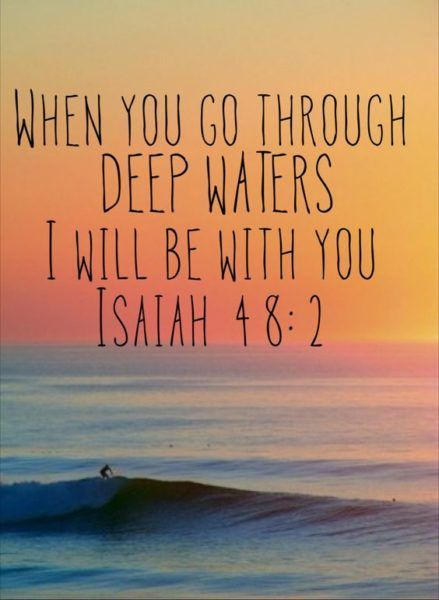 When you go through
deep waters
I will be with you
Isaiah 48:2